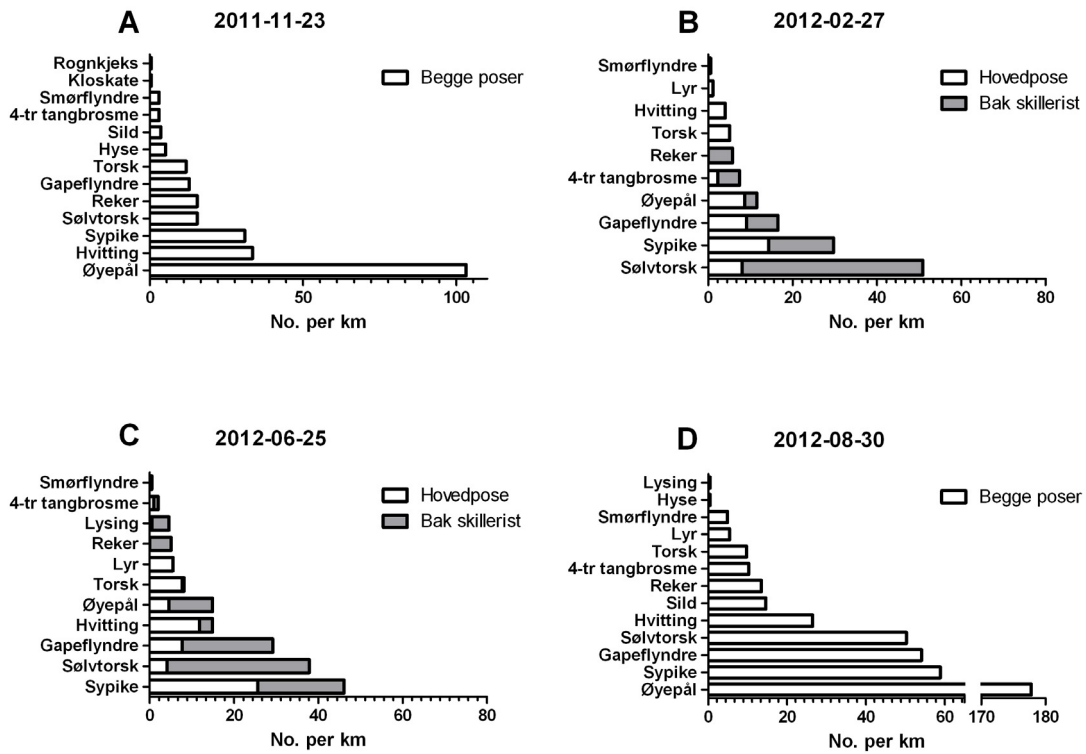 A
2011-11-23
Rognkjeks
Kloskate
Smørflyndre
4-tr tangbrosme
Sild
Hyse
Torsk
Gapeflyndre
Reker
Sølvtorsk
Sypike
Hvitting
Øyepål
Begge poser
0 50 100
No. per km
B
2012-02-27
Smørflyndre
Lyr
Hvitting
Torsk
Reker
4-tr tangbrosme
Øyepål
Gapeflyndre
Sypike
Sølvtorsk
Hovedpose
Bak skillerist
0 20 40 60 80
No. per km
C
2012-06-25
Smørflyndre
4-tr tangbrosme
Lysing
Reker
Lyr
Torsk
Øyepål
Hvitting
Gapeflyndre
Sølvtorsk
Sypike
Hovedpose
Bak skillerist
0 20 40 60 80
No. per km
D
2012-08-30
Lysing
Hyse
Smørflyndre
Lyr
Torsk
4-tr tangbrosme
Reker
Sild
Hvitting
Sølvtorsk
Gapeflyndre
Sypike
Øyepål
Begge poser
0 20 40 60 170 180
No. per km